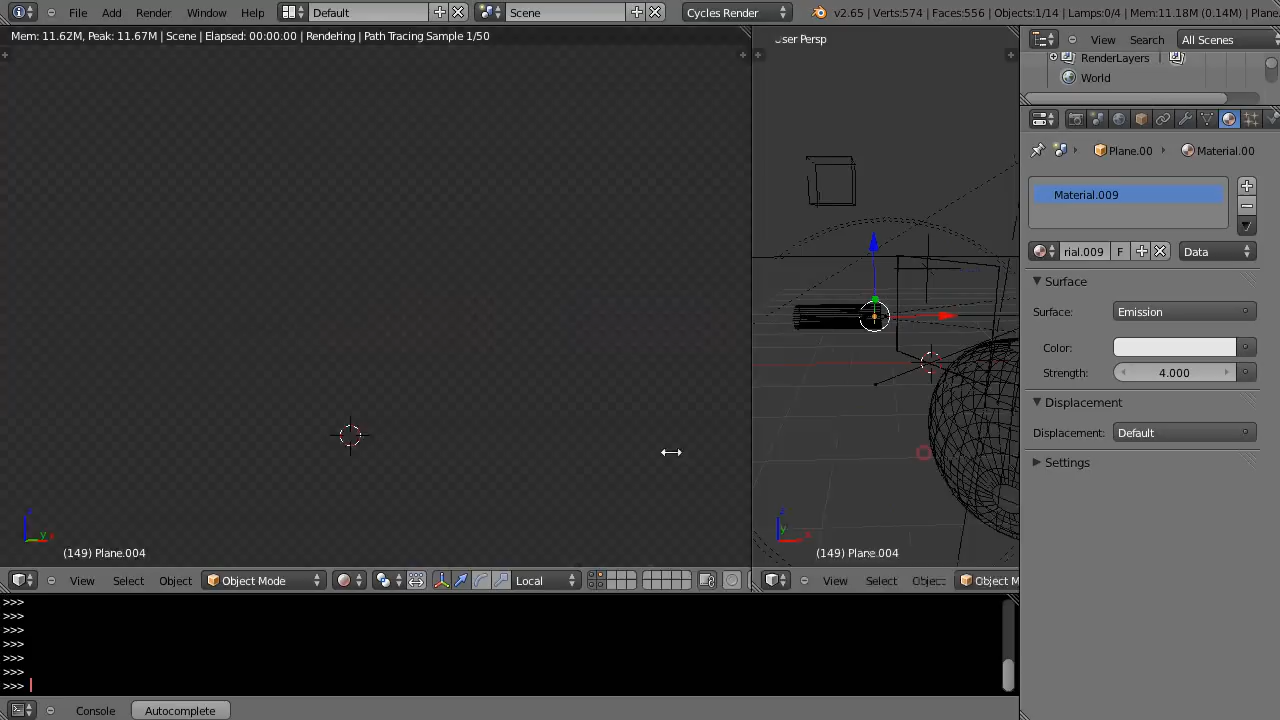 File Add Render Window Help Default Scene Cycles Render v2.65 | Verts:574 | Faces:556 | Objects:1/14 | Lamps:0/4 | Mem:11.18M (0.14M) | Plane.
Mem: 11.62M, Peak: 11.67M | Scene | Elapsed: 00:00.00 | Rendering | Path Tracing Sample 1/50
ser Persp
View Search All Scenes
RenderLayers
World
Plane.00 Material.00
Material.009
rial.009 F Data
Surface
Surface: Emission
Color:
Strength: 4.000
Displacement
Displacement: Default
Settings
z
y x
(149) Plane.004
z
y x
(149) Plane.004
View Select Object Object Mode Local
View Select Objec Object M
>>>
>>>
>>>
>>>
>>>
>>>
>>>
Console Autocomplete